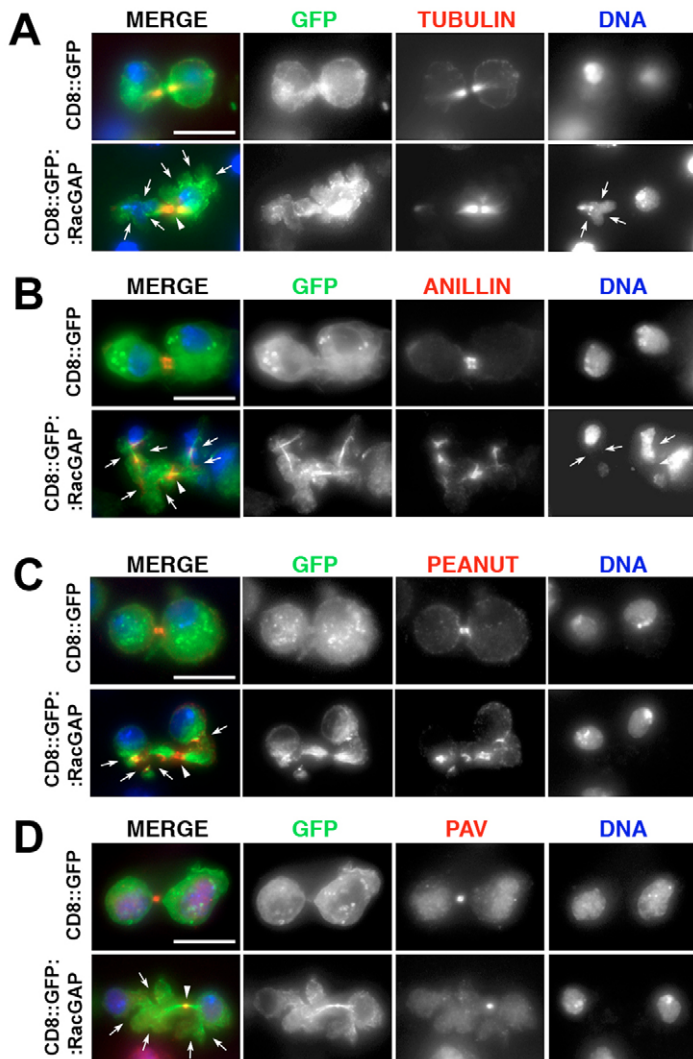 A
MERGE GFP TUBULIN DNA
CD8::GFP
CD8::GFP:
:RacGAP
B
MERGE GFP ANILLIN DNA
CD8::GFP
CD8::GFP:
:RacGAP
C
MERGE GFP PEANUT DNA
CD8::GFP
CD8::GFP:
:RacGAP
D
MERGE GFP PAV DNA
CD8::GFP
CD8::GFP:
:RacGAP